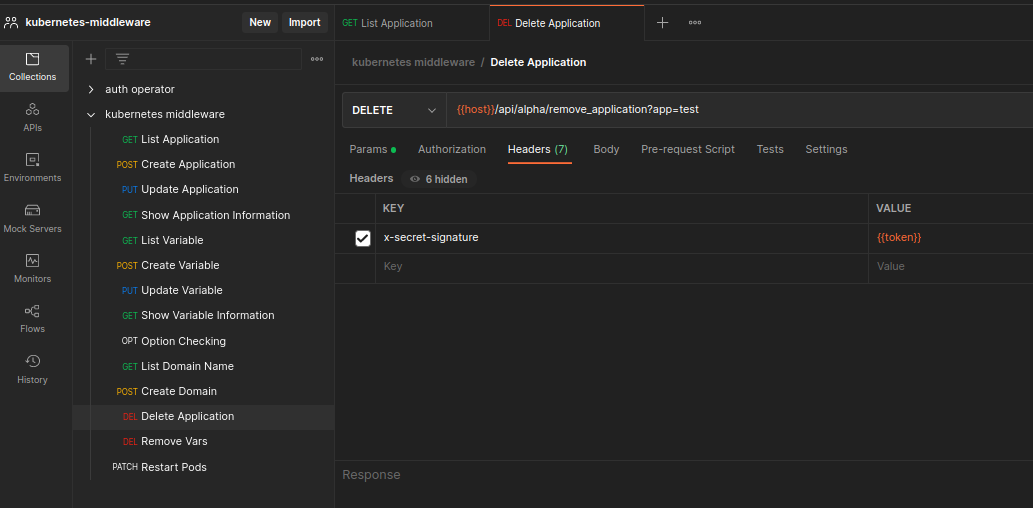 kubernetes-middleware
New
Import
GET List Application
DEL Delete Application
Collections
APIs
Environments
Mock Servers
Monitors
Flows
History
auth operator
kubernetes middleware
GET List Application
POST Create Application
PUT Update Application
GET Show Application Information
GET List Variable
POST Create Variable
PUT Update Variable
GET Show Variable Information
OPT Option Checking
GET List Domain Name
POST Create Domain
DEL Delete Application
DEL Remove Vars
PATCH Restart Pods
kubernetes middleware / Delete Application
DELETE {{host}}/api/alpha/remove_application?app=test
Params Authorization Headers (7) Body Pre-request Script Tests Settings
Headers 6 hidden
KEY VALUE
x-secret-signature {{token}}
Key Value
Response